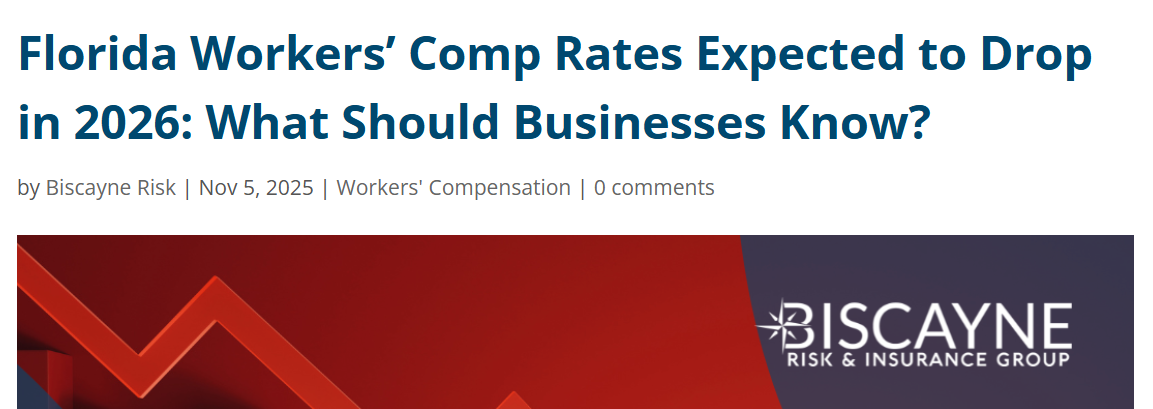 Florida Workers’ Comp Rates Expected to Drop
in 2026: What Should Businesses Know?
by Biscayne Risk | Nov 5, 2025 | Workers' Compensation | 0 comments
BISCAYNE
RISK & INSURANCE GROUP